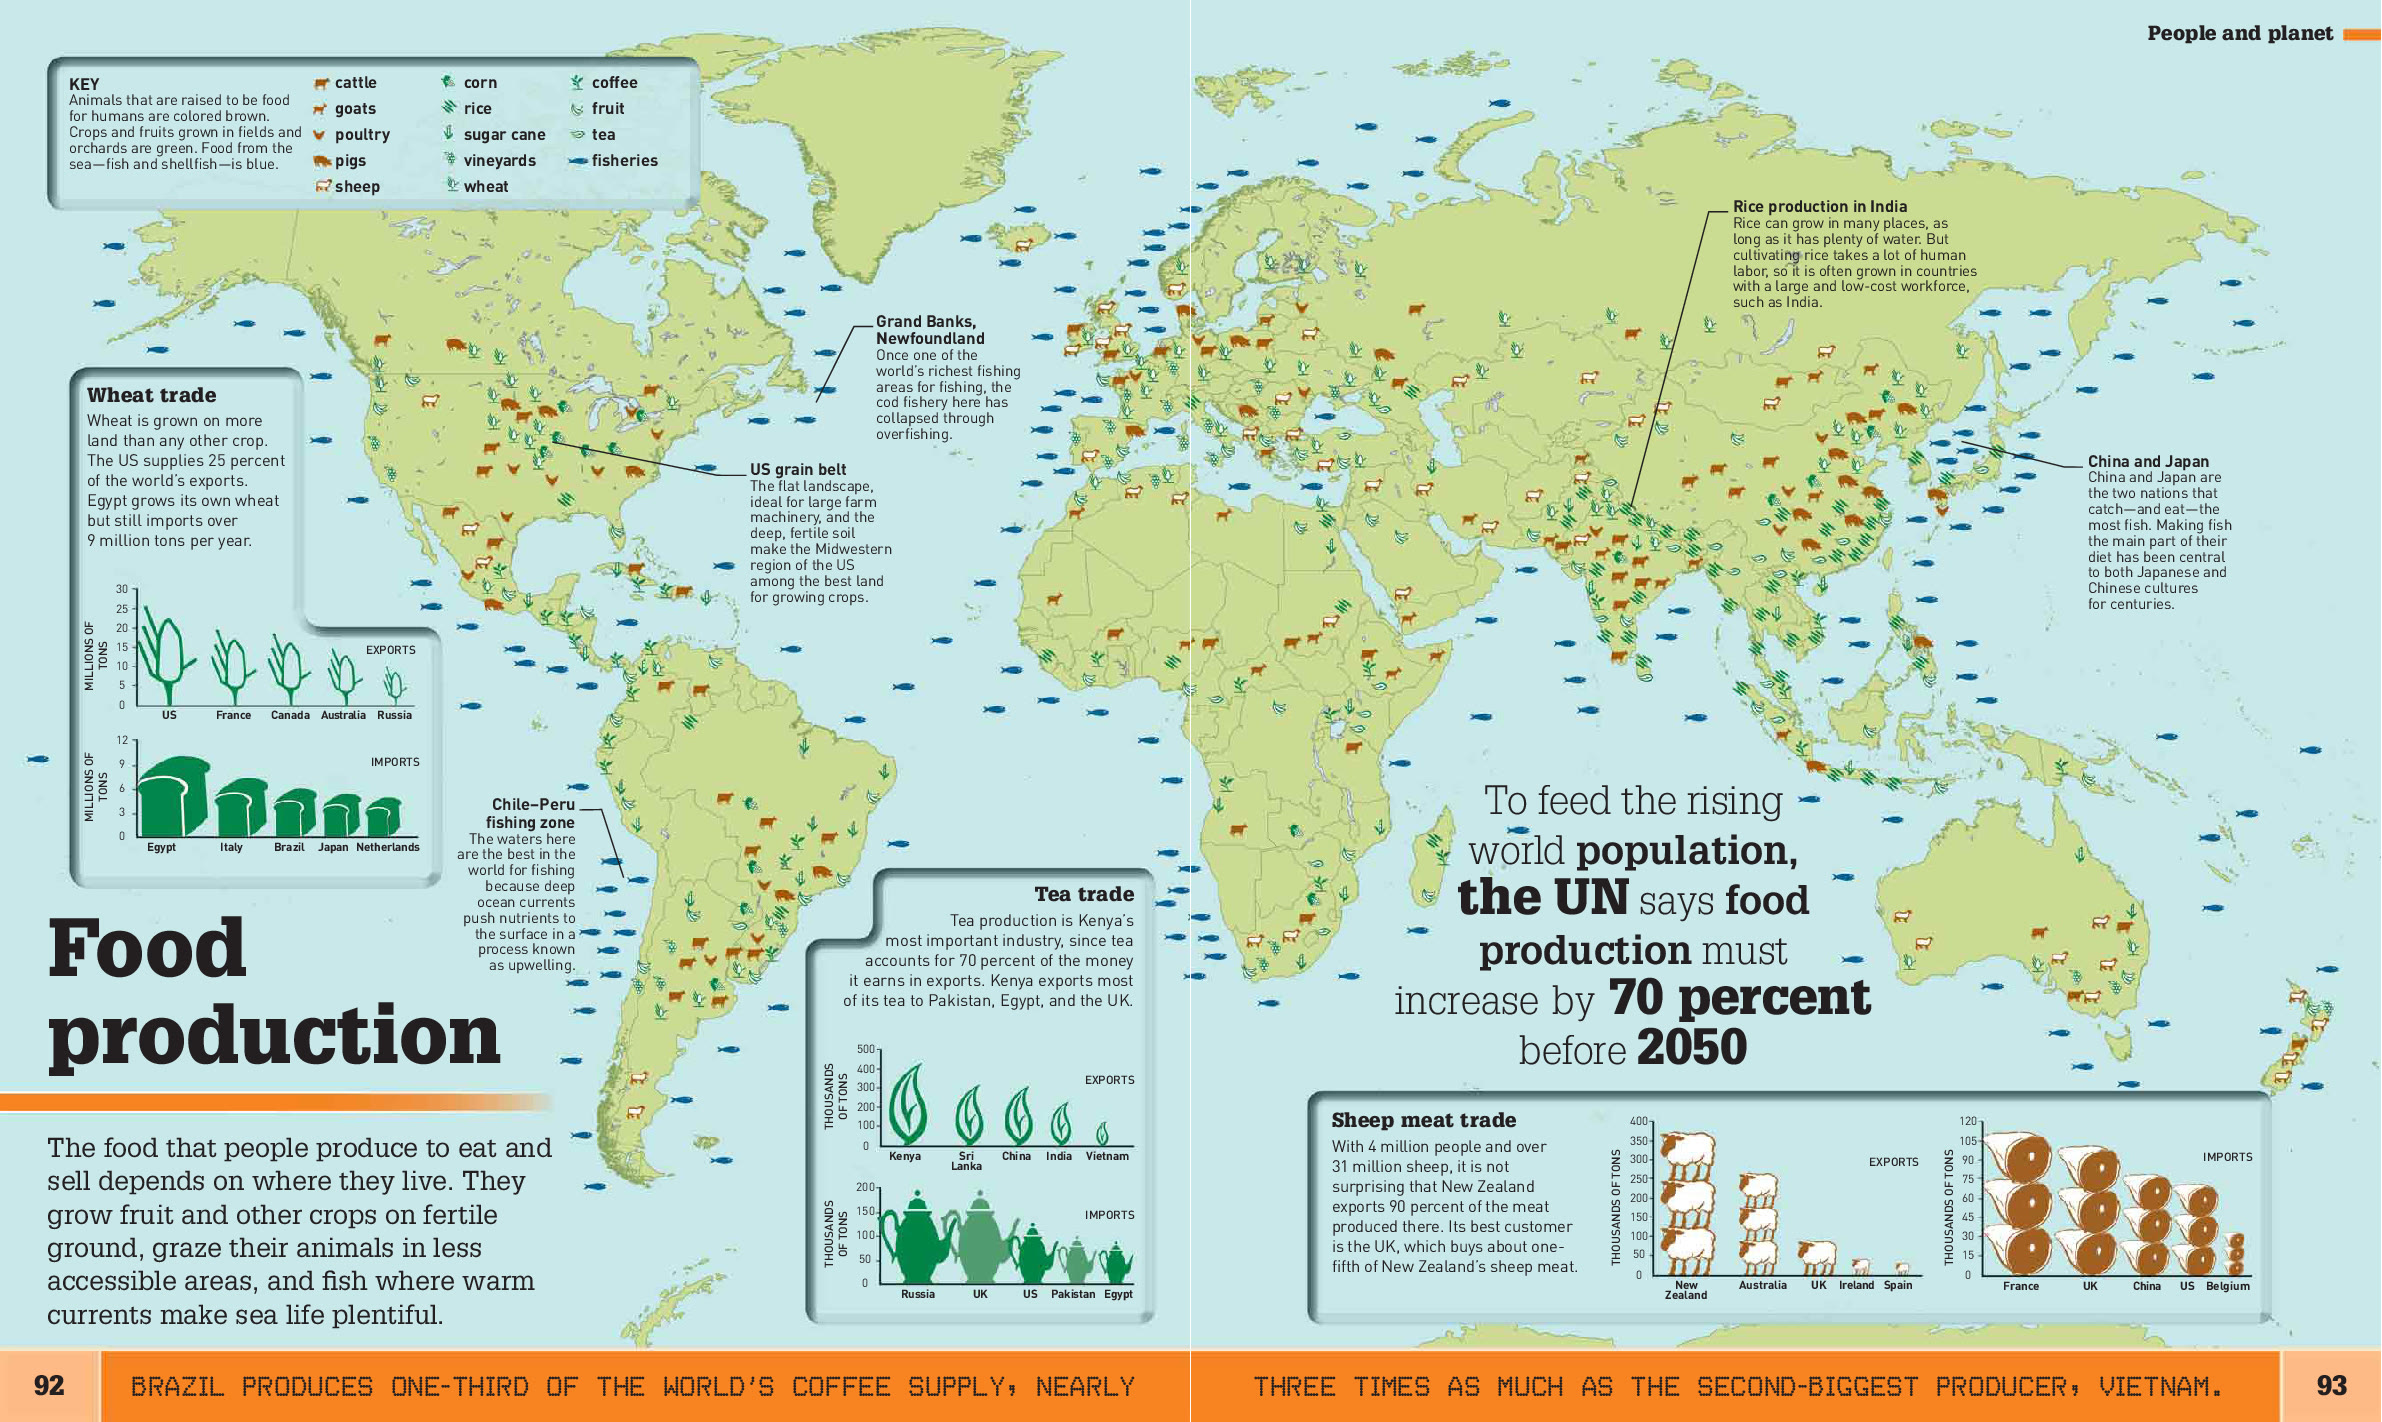 People and planet
KEY
Animals that are raised to be food
for humans are colored brown.
Crops and fruits grown in fields and
orchards are green. Food from the
sea—fish and shellfish—is blue.
cattle
goats
poultry
pigs
sheep
corn
rice
sugar cane
vineyards
wheat
coffee
fruit
tea
fisheries
Rice production in India
Rice can grow in many places, as
long as it has plenty of water. But
cultivating rice takes a lot of human
labor, so it is often grown in countries
with a large and low-cost workforce,
such as India.
Grand Banks,
Newfoundland
Once one of the
world's richest fishing
areas for fishing, the
cod fishery here has
collapsed through
overfishing.
Wheat trade
Wheat is grown on more
land than any other crop.
The US supplies 25 percent
of the world's exports.
Egypt grows its own wheat
but still imports over
9 million tons per year.
MILLIONS OF
TONS
30
25
20
15
10
5
0
EXPORTS
US
France
Canada
Australia
Russia
MILLIONS OF
TONS
12
9
6
3
0
IMPORTS
Egypt
Italy
Brazil
Japan
Netherlands
US grain belt
The flat landscape,
ideal for large farm
machinery, and the
deep, fertile soil
make the Midwestern
region of the US
among the best land
for growing crops.
China and Japan
China and Japan are
the two nations that
catch—and eat—the
most fish. Making fish
the main part of their
diet has been central
to both Japanese and
Chinese cultures
for centuries.
Chile–Peru
fishing zone
The waters here
are the best in the
world for fishing
because deep
ocean currents
push nutrients to
the surface in a
process known
as upwelling.
To feed the rising
world population,
the UN says food
production must
increase by 70 percent
before 2050
Food
production
The food that people produce to eat and
sell depends on where they live. They
grow fruit and other crops on fertile
ground, graze their animals in less
accessible areas, and fish where warm
currents make sea life plentiful.
Tea trade
Tea production is Kenya's
most important industry, since tea
accounts for 70 percent of the money
it earns in exports. Kenya exports most
of its tea to Pakistan, Egypt, and the UK.
THOUSANDS
OF TONS
500
400
300
200
100
0
EXPORTS
Kenya
Sri
Lanka
China
India
Vietnam
THOUSANDS
OF TONS
200
150
100
50
0
IMPORTS
Russia
UK
US
Pakistan
Egypt
Sheep meat trade
With 4 million people and over
31 million sheep, it is not
surprising that New Zealand
exports 90 percent of the meat
produced there. Its best customer
is the UK, which buys about one-
fifth of New Zealand's sheep meat.
THOUSANDS OF TONS
400
350
300
250
200
150
100
50
0
EXPORTS
New
Zealand
Australia
UK
Ireland
Spain
THOUSANDS OF TONS
120
105
90
75
60
45
30
15
0
IMPORTS
France
UK
China
US
Belgium
92
BRAZIL PRODUCES ONE-THIRD OF THE WORLD'S COFFEE SUPPLY, NEARLY
THREE TIMES AS MUCH AS THE SECOND-BIGGEST PRODUCER, VIETNAM.
93